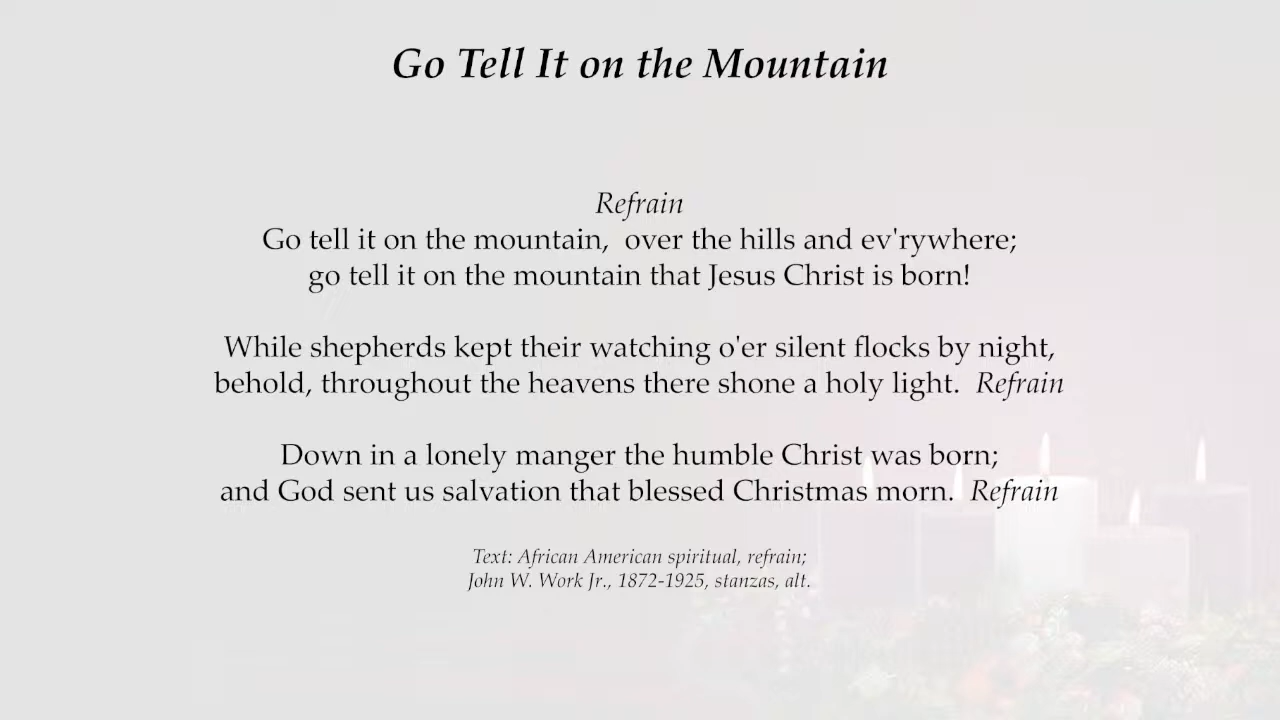 Go Tell It on the Mountain
Refrain
Go tell it on the mountain,  over the hills and ev'rywhere;
go tell it on the mountain that Jesus Christ is born!
While shepherds kept their watching o'er silent flocks by night,
behold, throughout the heavens there shone a holy light.  Refrain
Down in a lonely manger the humble Christ was born;
and God sent us salvation that blessed Christmas morn.  Refrain
Text: African American spiritual, refrain;
John W. Work Jr., 1872-1925, stanzas, alt.